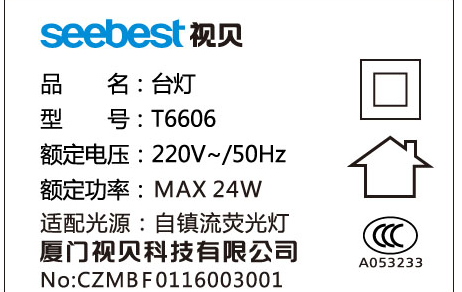 seebest视贝
品 名：台灯
型 号：T6606
额定电压：220V~/50Hz
额定功率：MAX 24W
适配光源：自镇流荧光灯
厦门视贝科技有限公司
No:CZMBF0116003001
CCC
A053233